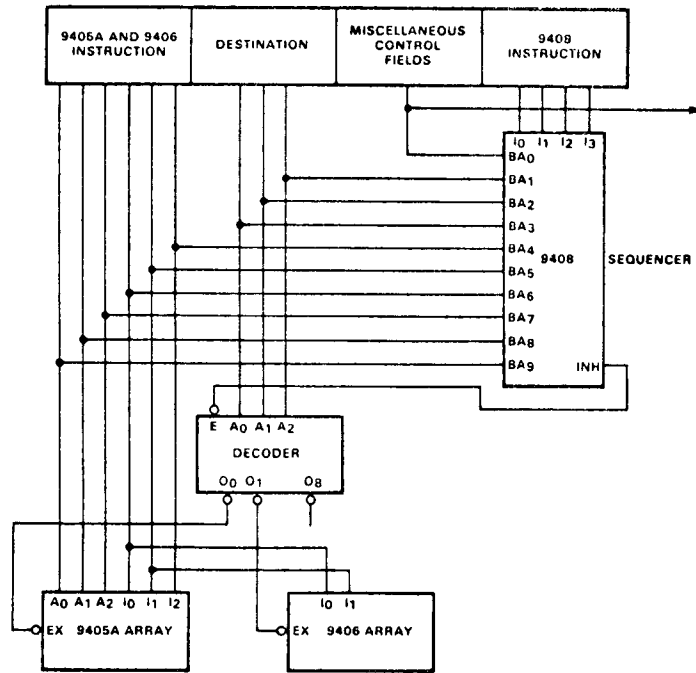 9405A AND 9406
INSTRUCTION
DESTINATION
MISCELLANEOUS
CONTROL
FIELDS
9408
INSTRUCTION
I0 I1 I2 I3
BA0
BA1
BA2
BA3
BA4
BA5
BA6
BA7
BA8
BA9
9408
SEQUENCER
INH
E A0 A1 A2
DECODER
O0 O1 O8
A0 A1 A2 I0 I1 I2
EX 9405A ARRAY
I0 I1
EX 9406 ARRAY